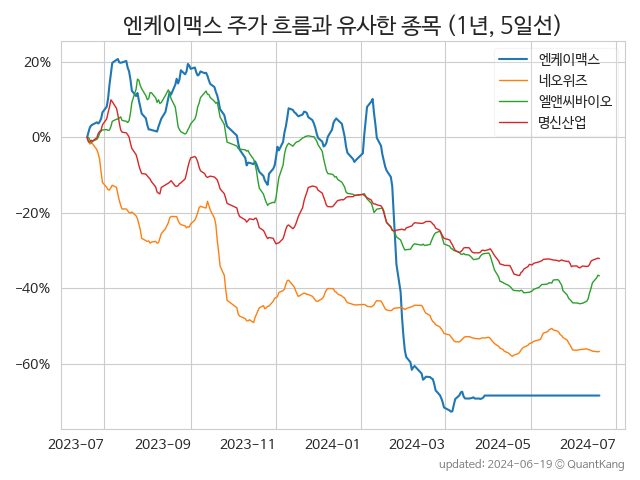 엔케이맥스 주가 흐름과 유사한 종목 (1년, 5일선)
엔케이맥스
네오위즈
엘앤씨바이오
명신산업
20%
0%
−20%
−40%
−60%
2023-07 2023-09 2023-11 2024-01 2024-03 2024-05 2024-07
updated: 2024-06-19 ⓒ QuantKang